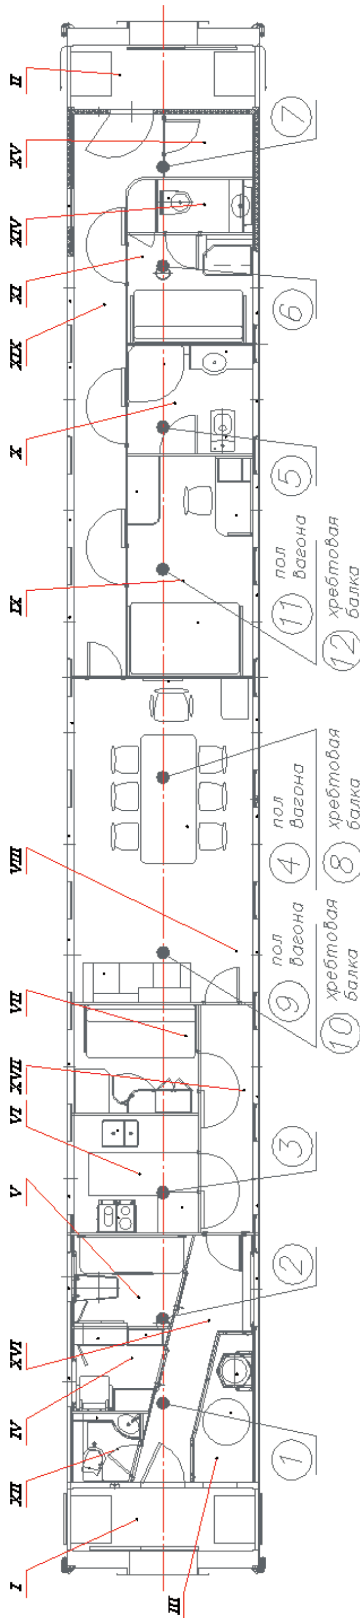 I
XII
IV
XVI
V
VI
XVII
VII
VIII
IX
X
XIX
XI
XIV
XV
II
III
1
2
3
9 пол
вагона
10 хребтовая
балка
4 пол
вагона
8 хребтовая
балка
11 пол
вагона
12 хребтовая
балка
5
6
7